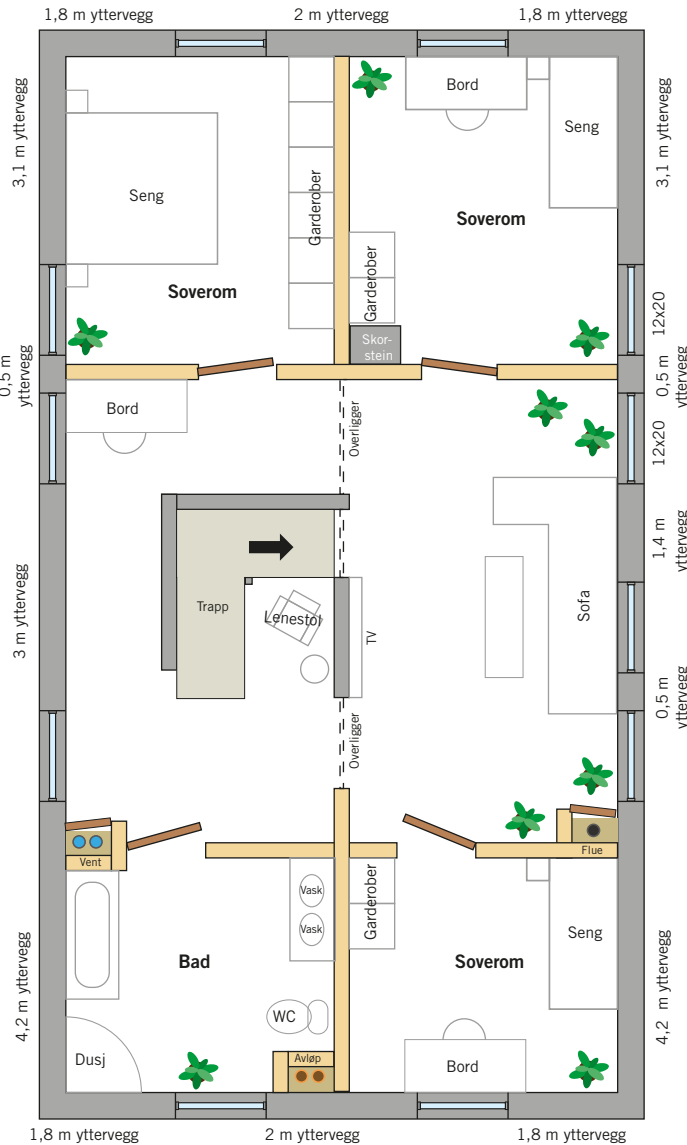 1,8 m yttervegg
2 m yttervegg
1,8 m yttervegg
3,1 m yttervegg
3,1 m yttervegg
Bord
Seng
Seng
Garderober
Soverom
Garderober
Soverom
12x20
Skor-
stein
0,5 m
yttervegg
0,5 m
yttervegg
Bord
Overligger
12x20
1,4 m
yttervegg
Trapp
Lenestol
TV
Sofa
3 m yttervegg
0,5 m
yttervegg
Overligger
Vent
Flue
Vask
Vask
Garderober
Seng
Bad
Soverom
4,2 m yttervegg
4,2 m yttervegg
WC
Dusj
Avløp
Bord
1,8 m yttervegg
2 m yttervegg
1,8 m yttervegg